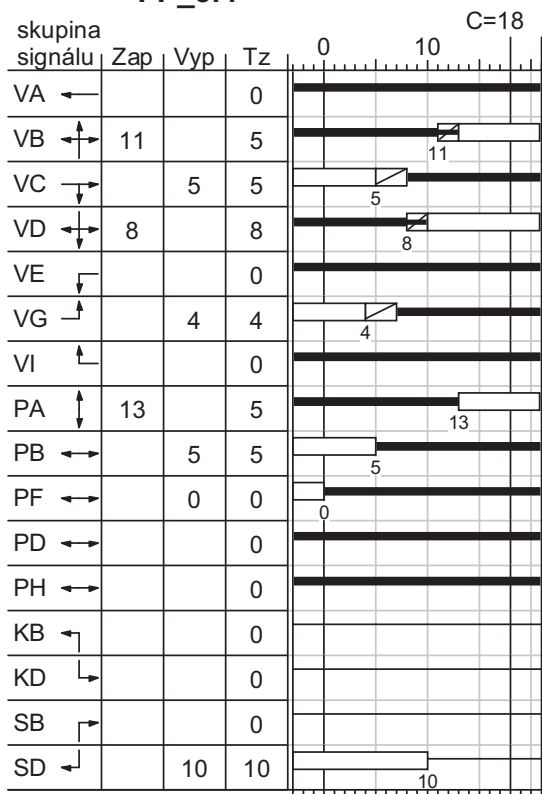 C=18
skupina
signálu Zap Vyp Tz 0 10
VA 0
VB 11 5 11
VC 5 5 5
VD 8 8 8
VE 0
VG 4 4 4
VI 0
PA 13 5 13
PB 5 5 5
PF 0 0 0
PD 0
PH 0
KB 0
KD 0
SB 0
SD 10 10 10